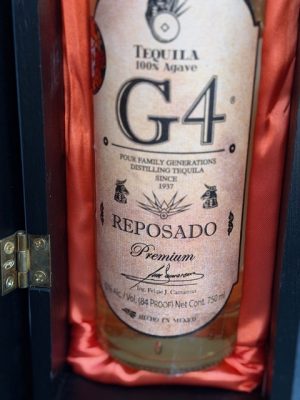 TEQUILA
100% Agave
G4®
FOUR FAMILY GENERATIONS
DISTILLING TEQUILA
SINCE
1937
REPOSADO
Premium
Ing. Felipe J. Camarena
Alc./ Vol. (84 PROOF) Net Cont. 750 ml
HECHO EN MEXICO